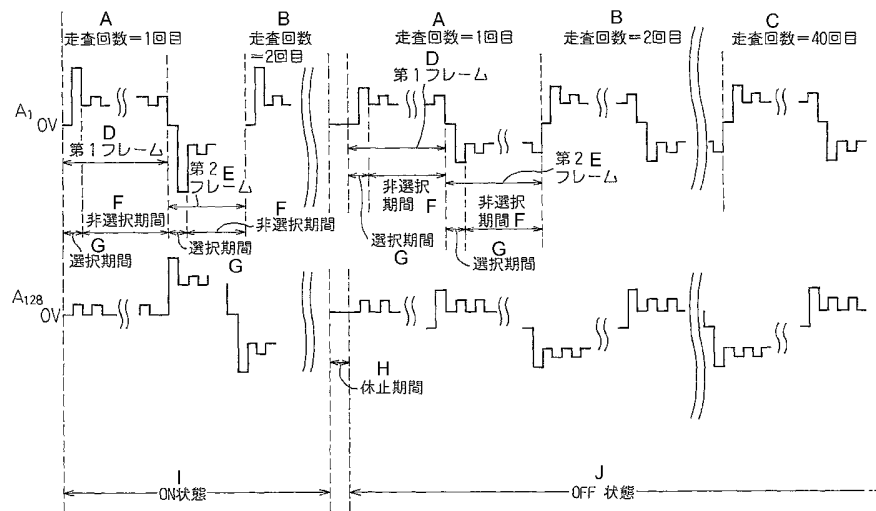 A
走査回数=1回目
B
走査回数
=2回目
A
走査回数=1回目
B
走査回数=2回目
C
走査回数=40回目
D
第1フレーム
A1
0V
D
第1フレーム
第2 E
フレーム
第2 E
フレーム
F
非選択期間
F
非選択期間
非選択
期間 F
非選択
期間 F
G
選択期間
選択期間
G
選択期間
G
G
選択期間
A128
0V
H
休止期間
I
ON状態
J
OFF 状態